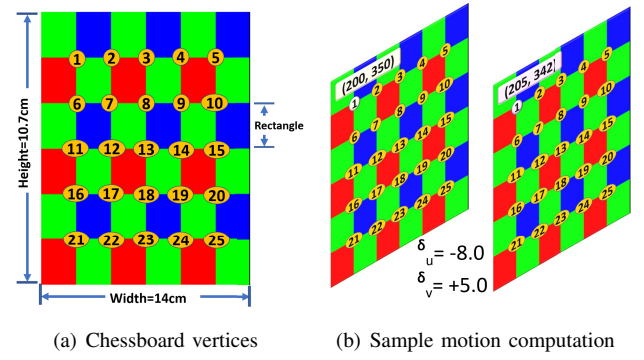 Height=10.7cm
1 2 3 4 5
6 7 8 9 10
11 12 13 14 15
16 17 18 19 20
21 22 23 24 25
Rectangle
Width=14cm
(a) Chessboard vertices
(200, 350)
1 2 3 4 5
6 7 8 9 10
11 12 13 14 15
16 17 18 19 20
21 22 23 24 25
(205, 342)
1 2 3 4 5
6 7 8 9 10
11 12 13 14 15
16 17 18 19 20
21 22 23 24 25
δu= -8.0
δv= +5.0
(b) Sample motion computation